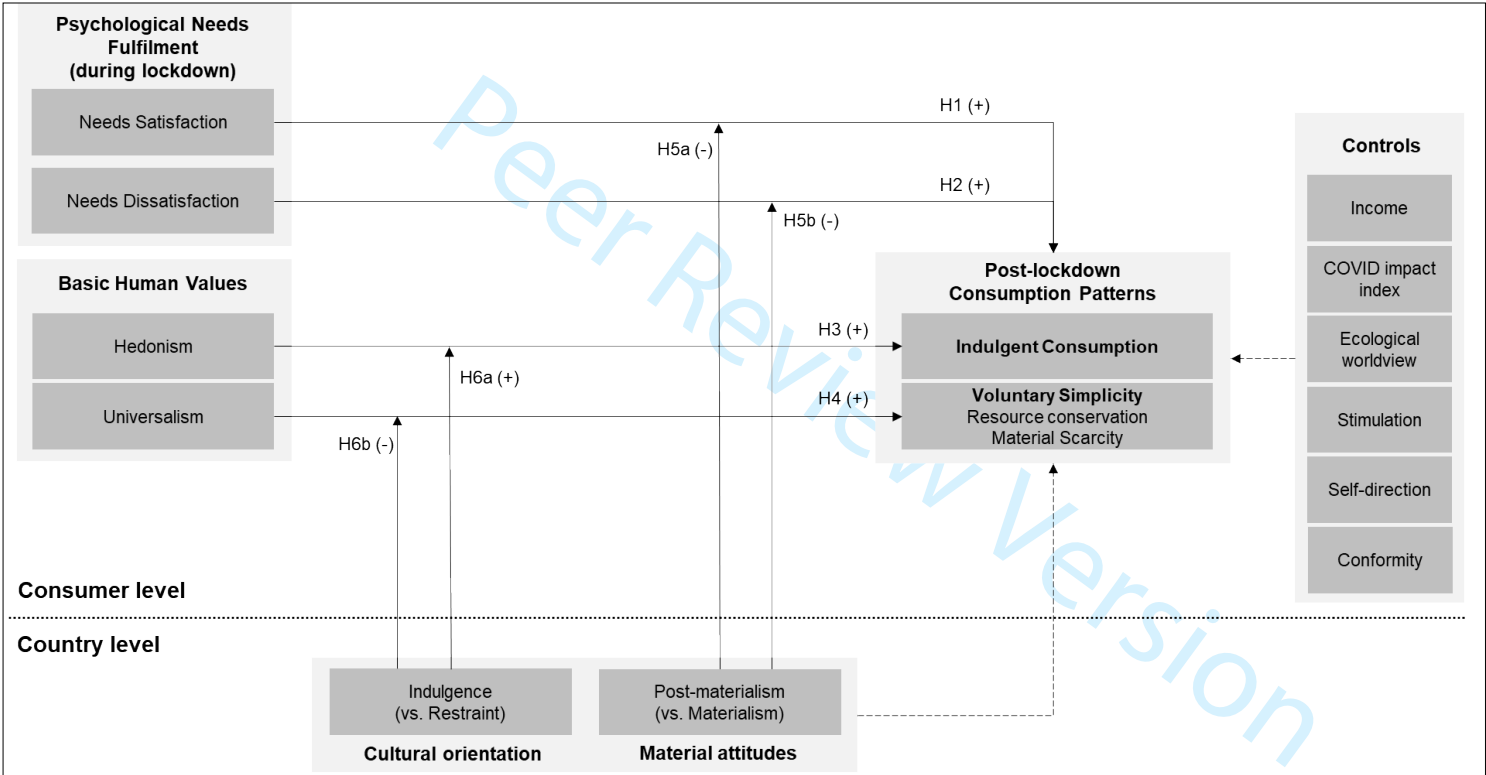 Psychological Needs
Fulfilment
(during lockdown)
Needs Satisfaction
Needs Dissatisfaction
Basic Human Values
Hedonism
Universalism
H1 (+)
H5a (-)
H2 (+)
H5b (-)
H3 (+)
H6a (+)
H4 (+)
H6b (-)
Post-lockdown
Consumption Patterns
Indulgent Consumption
Voluntary Simplicity
Resource conservation
Material Scarcity
Controls
Income
COVID impact
index
Ecological
worldview
Stimulation
Self-direction
Conformity
Consumer level
Country level
Indulgence
(vs. Restraint)
Cultural orientation
Post-materialism
(vs. Materialism)
Material attitudes
Peer Review Version